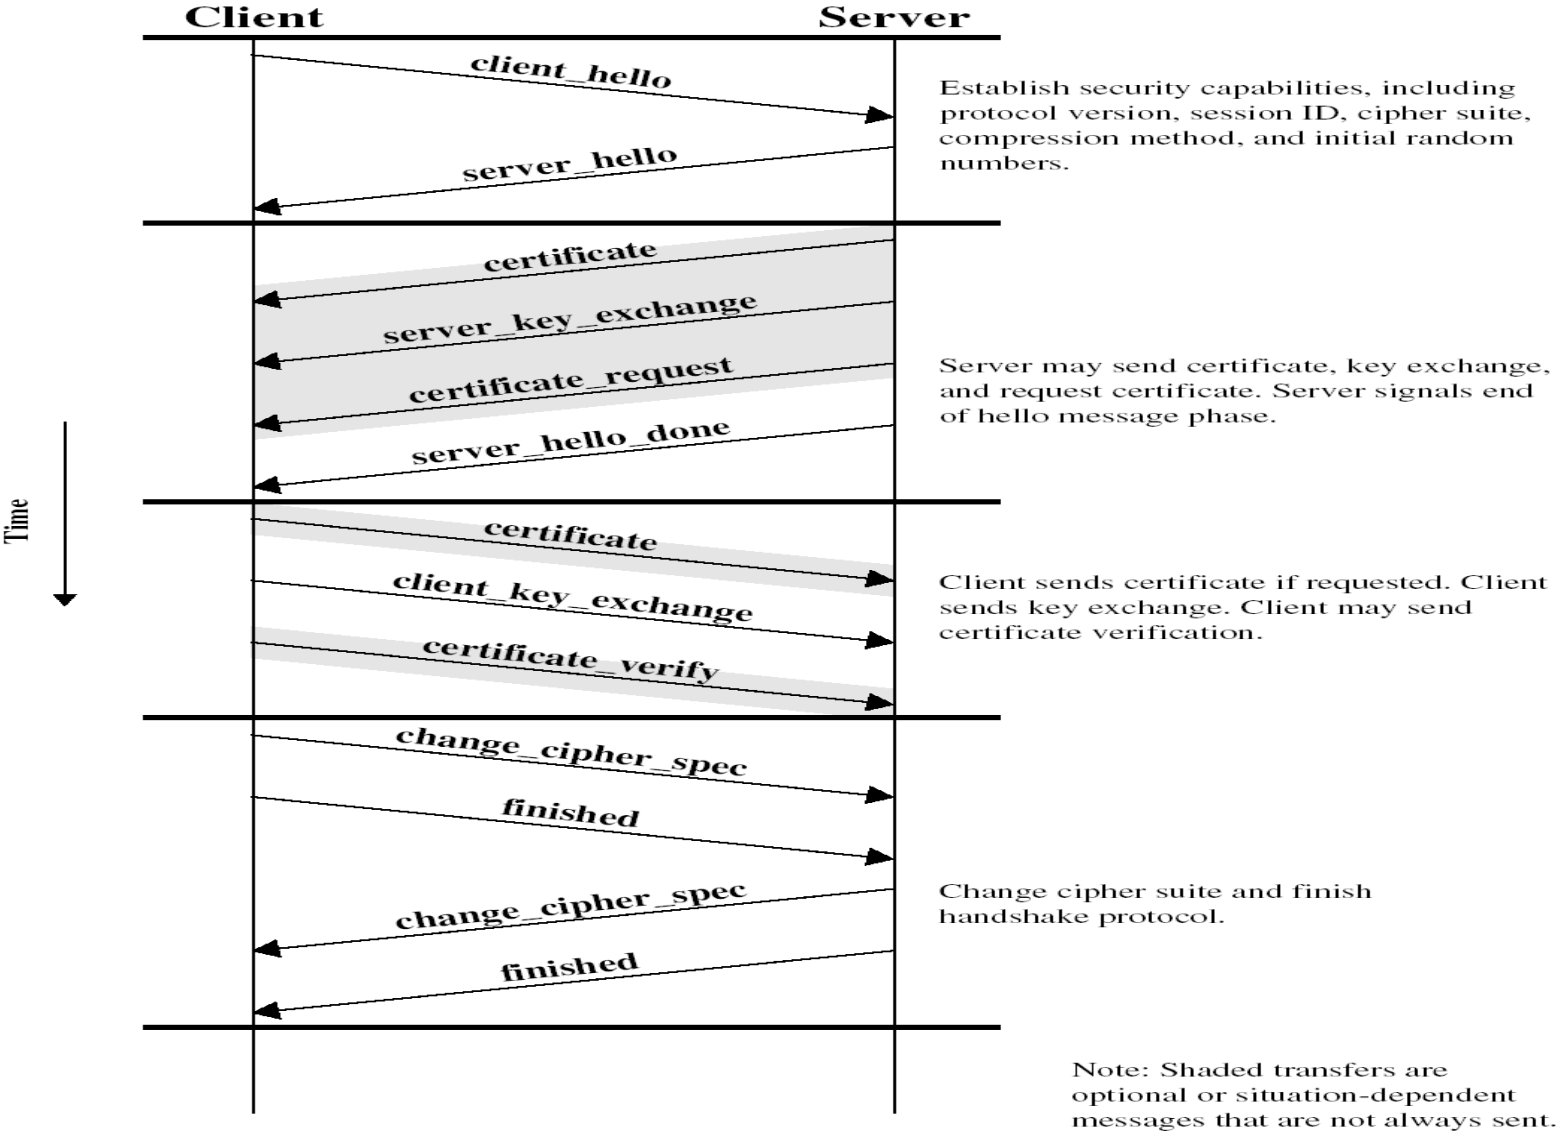 Client
Server
client_hello
Establish security capabilities, including
protocol version, session ID, cipher suite,
compression method, and initial random
numbers.
server_hello
certificate
server_key_exchange
certificate_request
Server may send certificate, key exchange,
and request certificate. Server signals end
of hello message phase.
server_hello_done
Time
certificate
client_key_exchange
Client sends certificate if requested. Client
sends key exchange. Client may send
certificate verification.
certificate_verify
change_cipher_spec
finished
change_cipher_spec
Change cipher suite and finish
handshake protocol.
finished
Note: Shaded transfers are
optional or situation-dependent
messages that are not always sent.